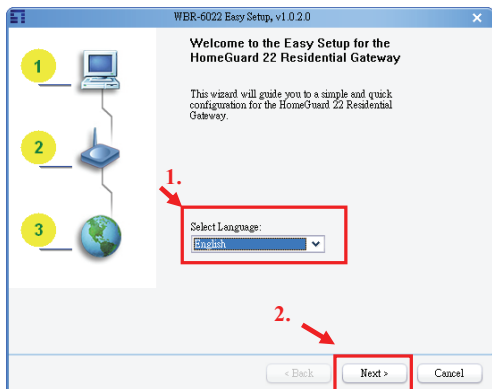 WBR-6022 Easy Setup, v1.0.2.0
Welcome to the Easy Setup for the
HomeGuard 22 Residential Gateway
This wizard will guide you to a simple and quick
configuration for the HomeGuard 22 Residential
Gateway.
1
2
3
1.
Select Language:
English
2.
< Back
Next >
Cancel